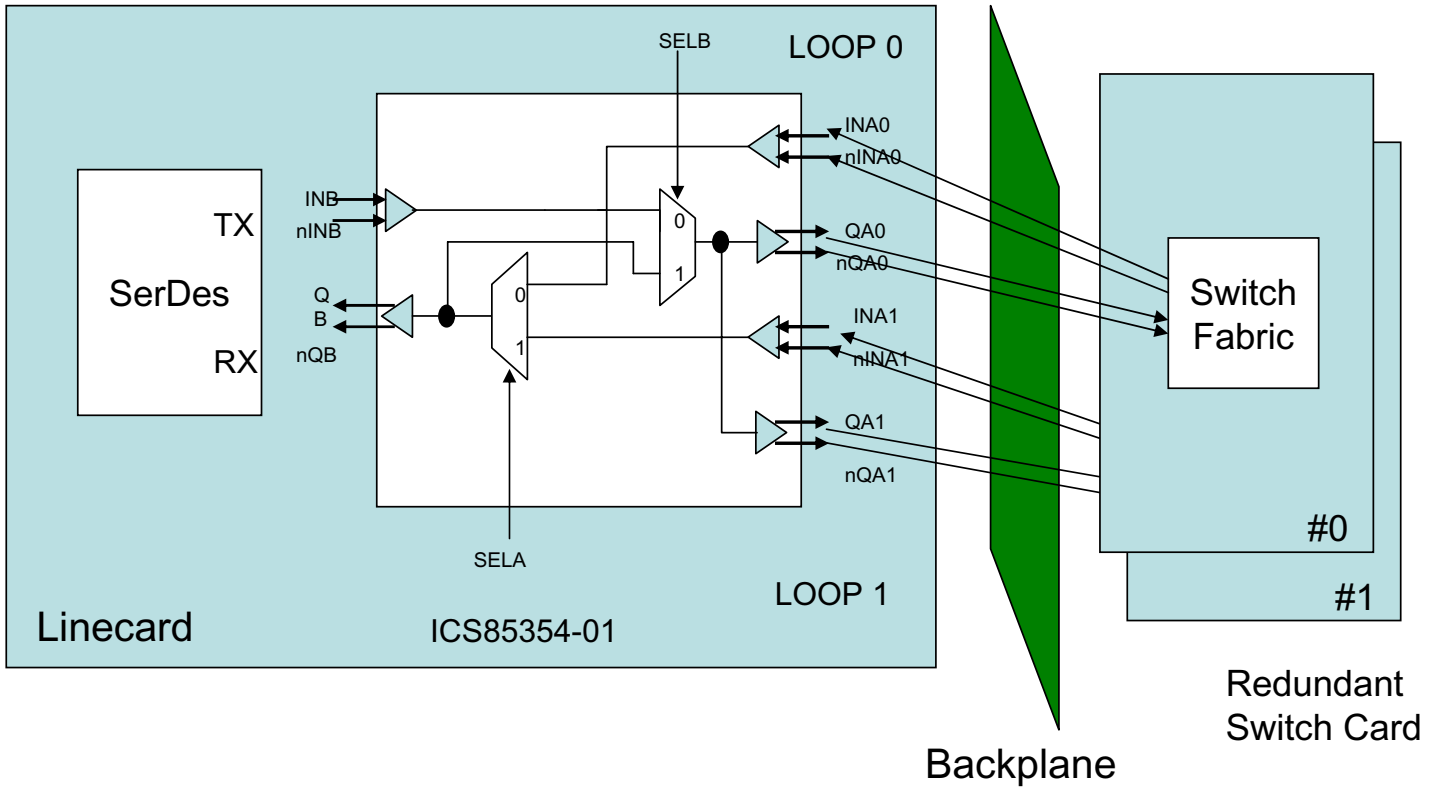 SELB
LOOP 0
INA0
nINA0
INB
nINB
TX
SerDes
RX
Q
B
nQB
0
1
0
1
QA0
nQA0
INA1
nINA1
QA1
nQA1
SELA
LOOP 1
Linecard
ICS85354-01
Switch
Fabric
#0
#1
Redundant
Switch Card
Backplane